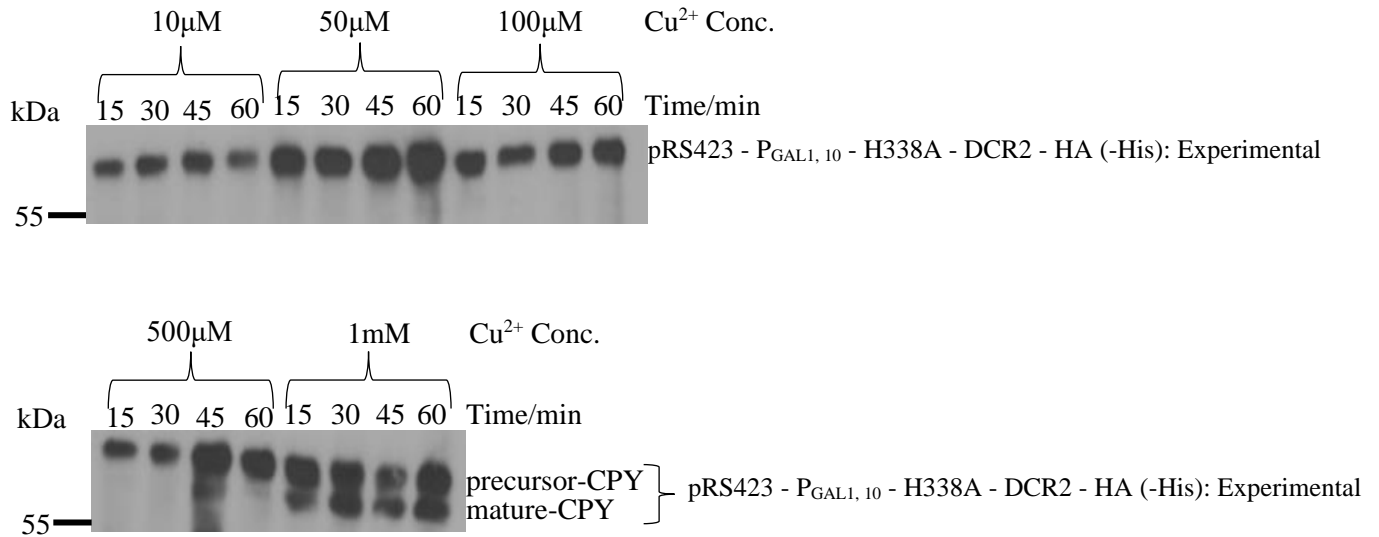 10μM 50μM 100μM Cu²⁺ Conc.
kDa 15 30 45 60 15 30 45 60 15 30 45 60 Time/min
pRS423 - P_GAL1, 10 - H338A - DCR2 - HA (-His): Experimental
55
500μM 1mM Cu²⁺ Conc.
kDa 15 30 45 60 15 30 45 60 Time/min
precursor-CPY
mature-CPY
pRS423 - P_GAL1, 10 - H338A - DCR2 - HA (-His): Experimental
55